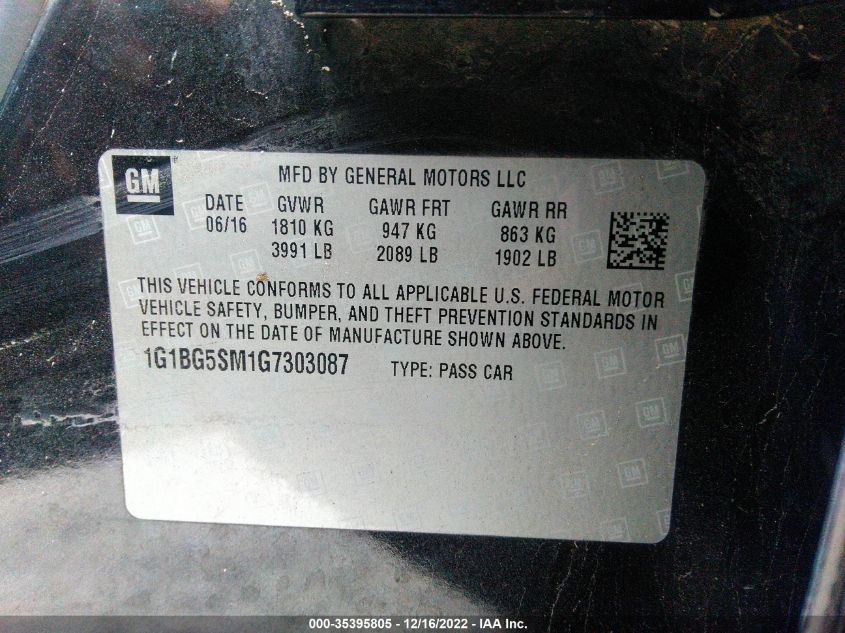 GM
MFD BY GENERAL MOTORS LLC
DATE GVWR GAWR FRT GAWR RR
06/16 1810 KG 947 KG 863 KG
3991 LB 2089 LB 1902 LB
THIS VEHICLE CONFORMS TO ALL APPLICABLE U.S. FEDERAL MOTOR
VEHICLE SAFETY, BUMPER, AND THEFT PREVENTION STANDARDS IN
EFFECT ON THE DATE OF MANUFACTURE SHOWN ABOVE.
1G1BG5SM1G7303087 TYPE: PASS CAR
000-35395805 - 12/16/2022 - IAA Inc.